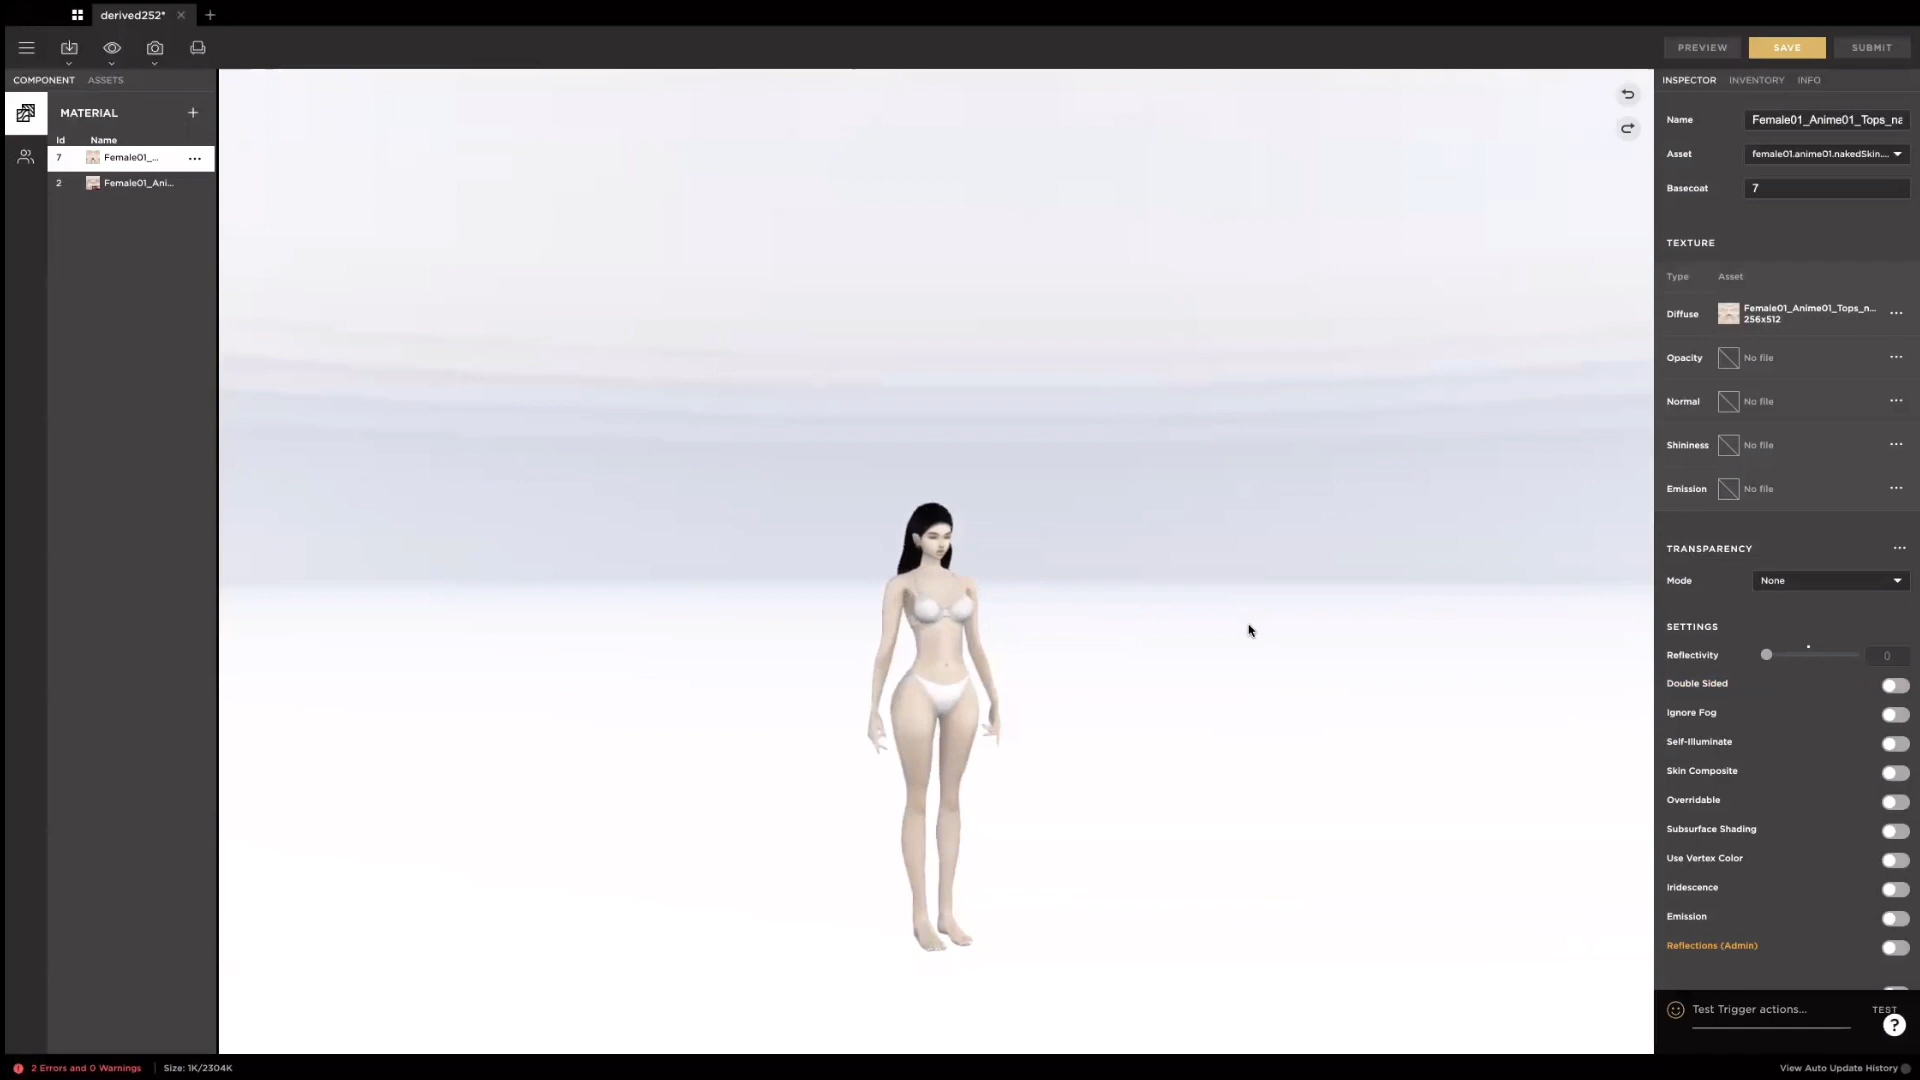 derived252*
PREVIEW
SAVE
SUBMIT
COMPONENT
ASSETS
MATERIAL
Id
Name
7
Female01_...
2
Female01_Ani...
INSPECTOR
INVENTORY
INFO
Name
Female01_Anime01_Tops_na
Asset
female01.anime01.nakedSkin....
Basecoat
7
TEXTURE
Type
Asset
Diffuse
Female01_Anime01_Tops_n...
256x512
Opacity
No file
Normal
No file
Shininess
No file
Emission
No file
TRANSPARENCY
Mode
None
SETTINGS
Reflectivity
0
Double Sided
Ignore Fog
Self-Illuminate
Skin Composite
Overridable
Subsurface Shading
Use Vertex Color
Iridescence
Emission
Reflections (Admin)
Test Trigger actions...
TEST
?
2 Errors and 0 Warnings
Size: 1K/2304K
View Auto Update History